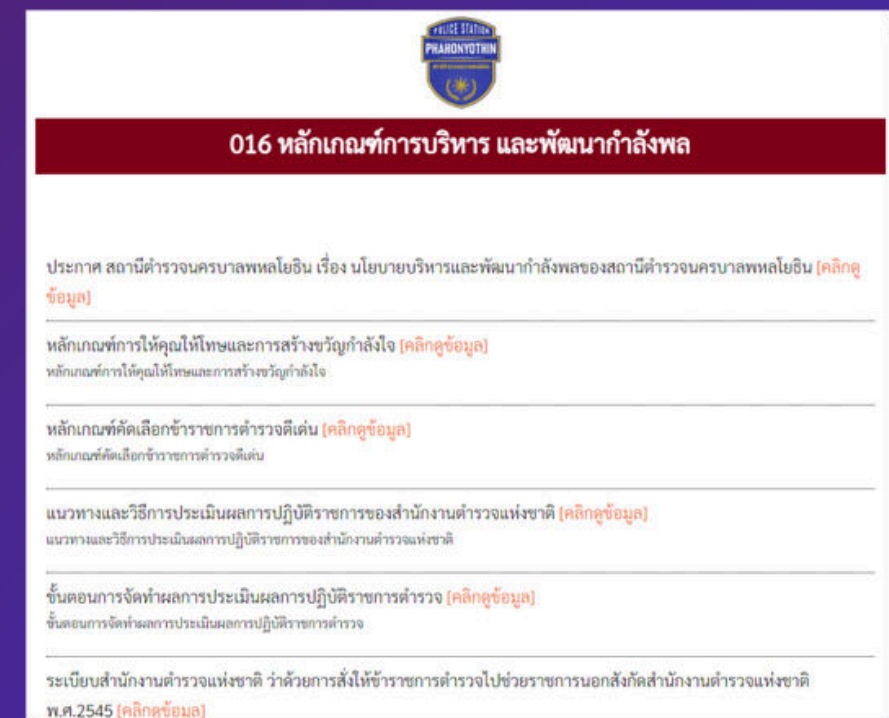 POLICE STATION
PHAHONYOTHIN
016 หลักเกณฑ์การบริหาร และพัฒนากำลังพล
ประกาศ สถานีตำรวจนครบาลพหลโยธิน เรื่อง นโยบายบริหารและพัฒนากำลังพลของสถานีตำรวจนครบาลพหลโยธิน [คลิกดู
ข้อมูล]
หลักเกณฑ์การให้คุณให้โทษและการสร้างขวัญกำลังใจ [คลิกดูข้อมูล]
หลักเกณฑ์การให้คุณให้โทษและการสร้างขวัญกำลังใจ
หลักเกณฑ์คัดเลือกข้าราชการตำรวจดีเด่น [คลิกดูข้อมูล]
หลักเกณฑ์คัดเลือกข้าราชการตำรวจดีเด่น
แนวทางและวิธีการประเมินผลการปฏิบัติราชการของสำนักงานตำรวจแห่งชาติ [คลิกดูข้อมูล]
แนวทางและวิธีการประเมินผลการปฏิบัติราชการของสำนักงานตำรวจแห่งชาติ
ขั้นตอนการจัดทำผลการประเมินผลการปฏิบัติราชการตำรวจ [คลิกดูข้อมูล]
ขั้นตอนการจัดทำผลการประเมินผลการปฏิบัติราชการตำรวจ
ระเบียบสำนักงานตำรวจแห่งชาติ ว่าด้วยการสั่งให้ข้าราชการตำรวจไปช่วยราชการนอกสังกัดสำนักงานตำรวจแห่งชาติ
พ.ศ.2545 [คลิกดูข้อมูล]